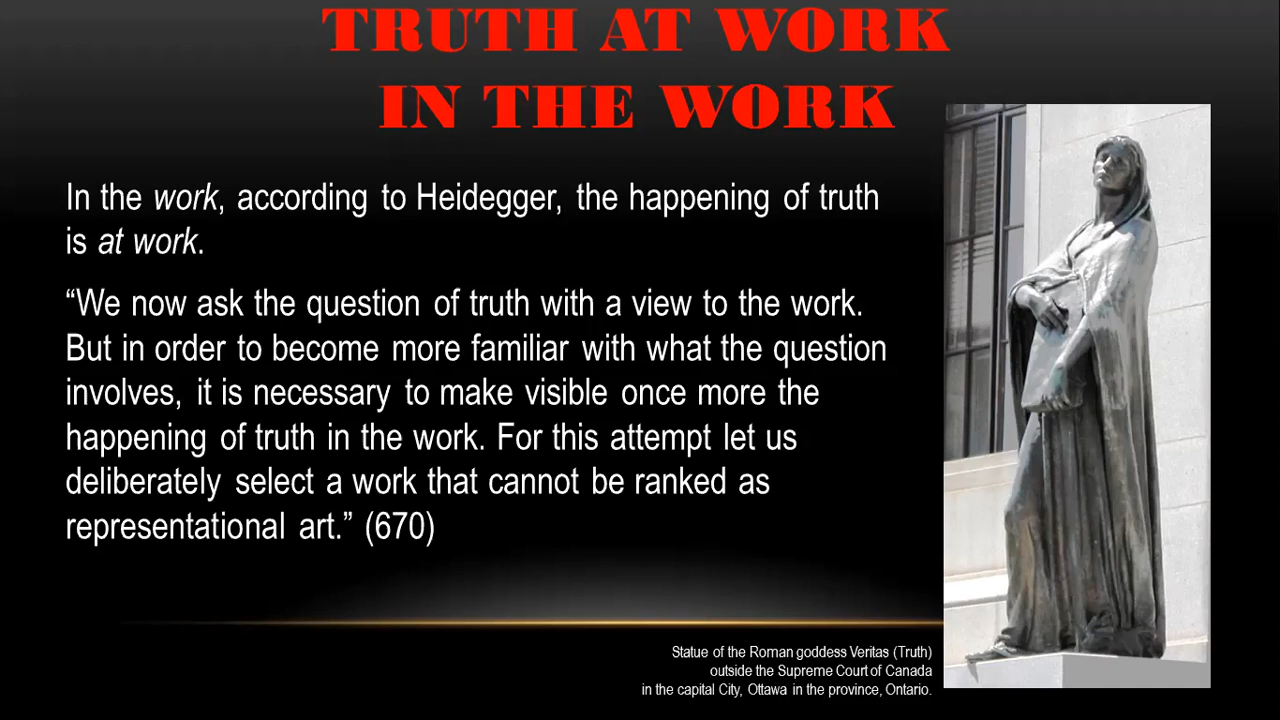 TRUTH AT WORK
IN THE WORK
In the work, according to Heidegger, the happening of truth
is at work.
“We now ask the question of truth with a view to the work.
But in order to become more familiar with what the question
involves, it is necessary to make visible once more the
happening of truth in the work. For this attempt let us
deliberately select a work that cannot be ranked as
representational art.” (670)
Statue of the Roman goddess Veritas (Truth)
outside the Supreme Court of Canada
in the capital City, Ottawa in the province, Ontario.